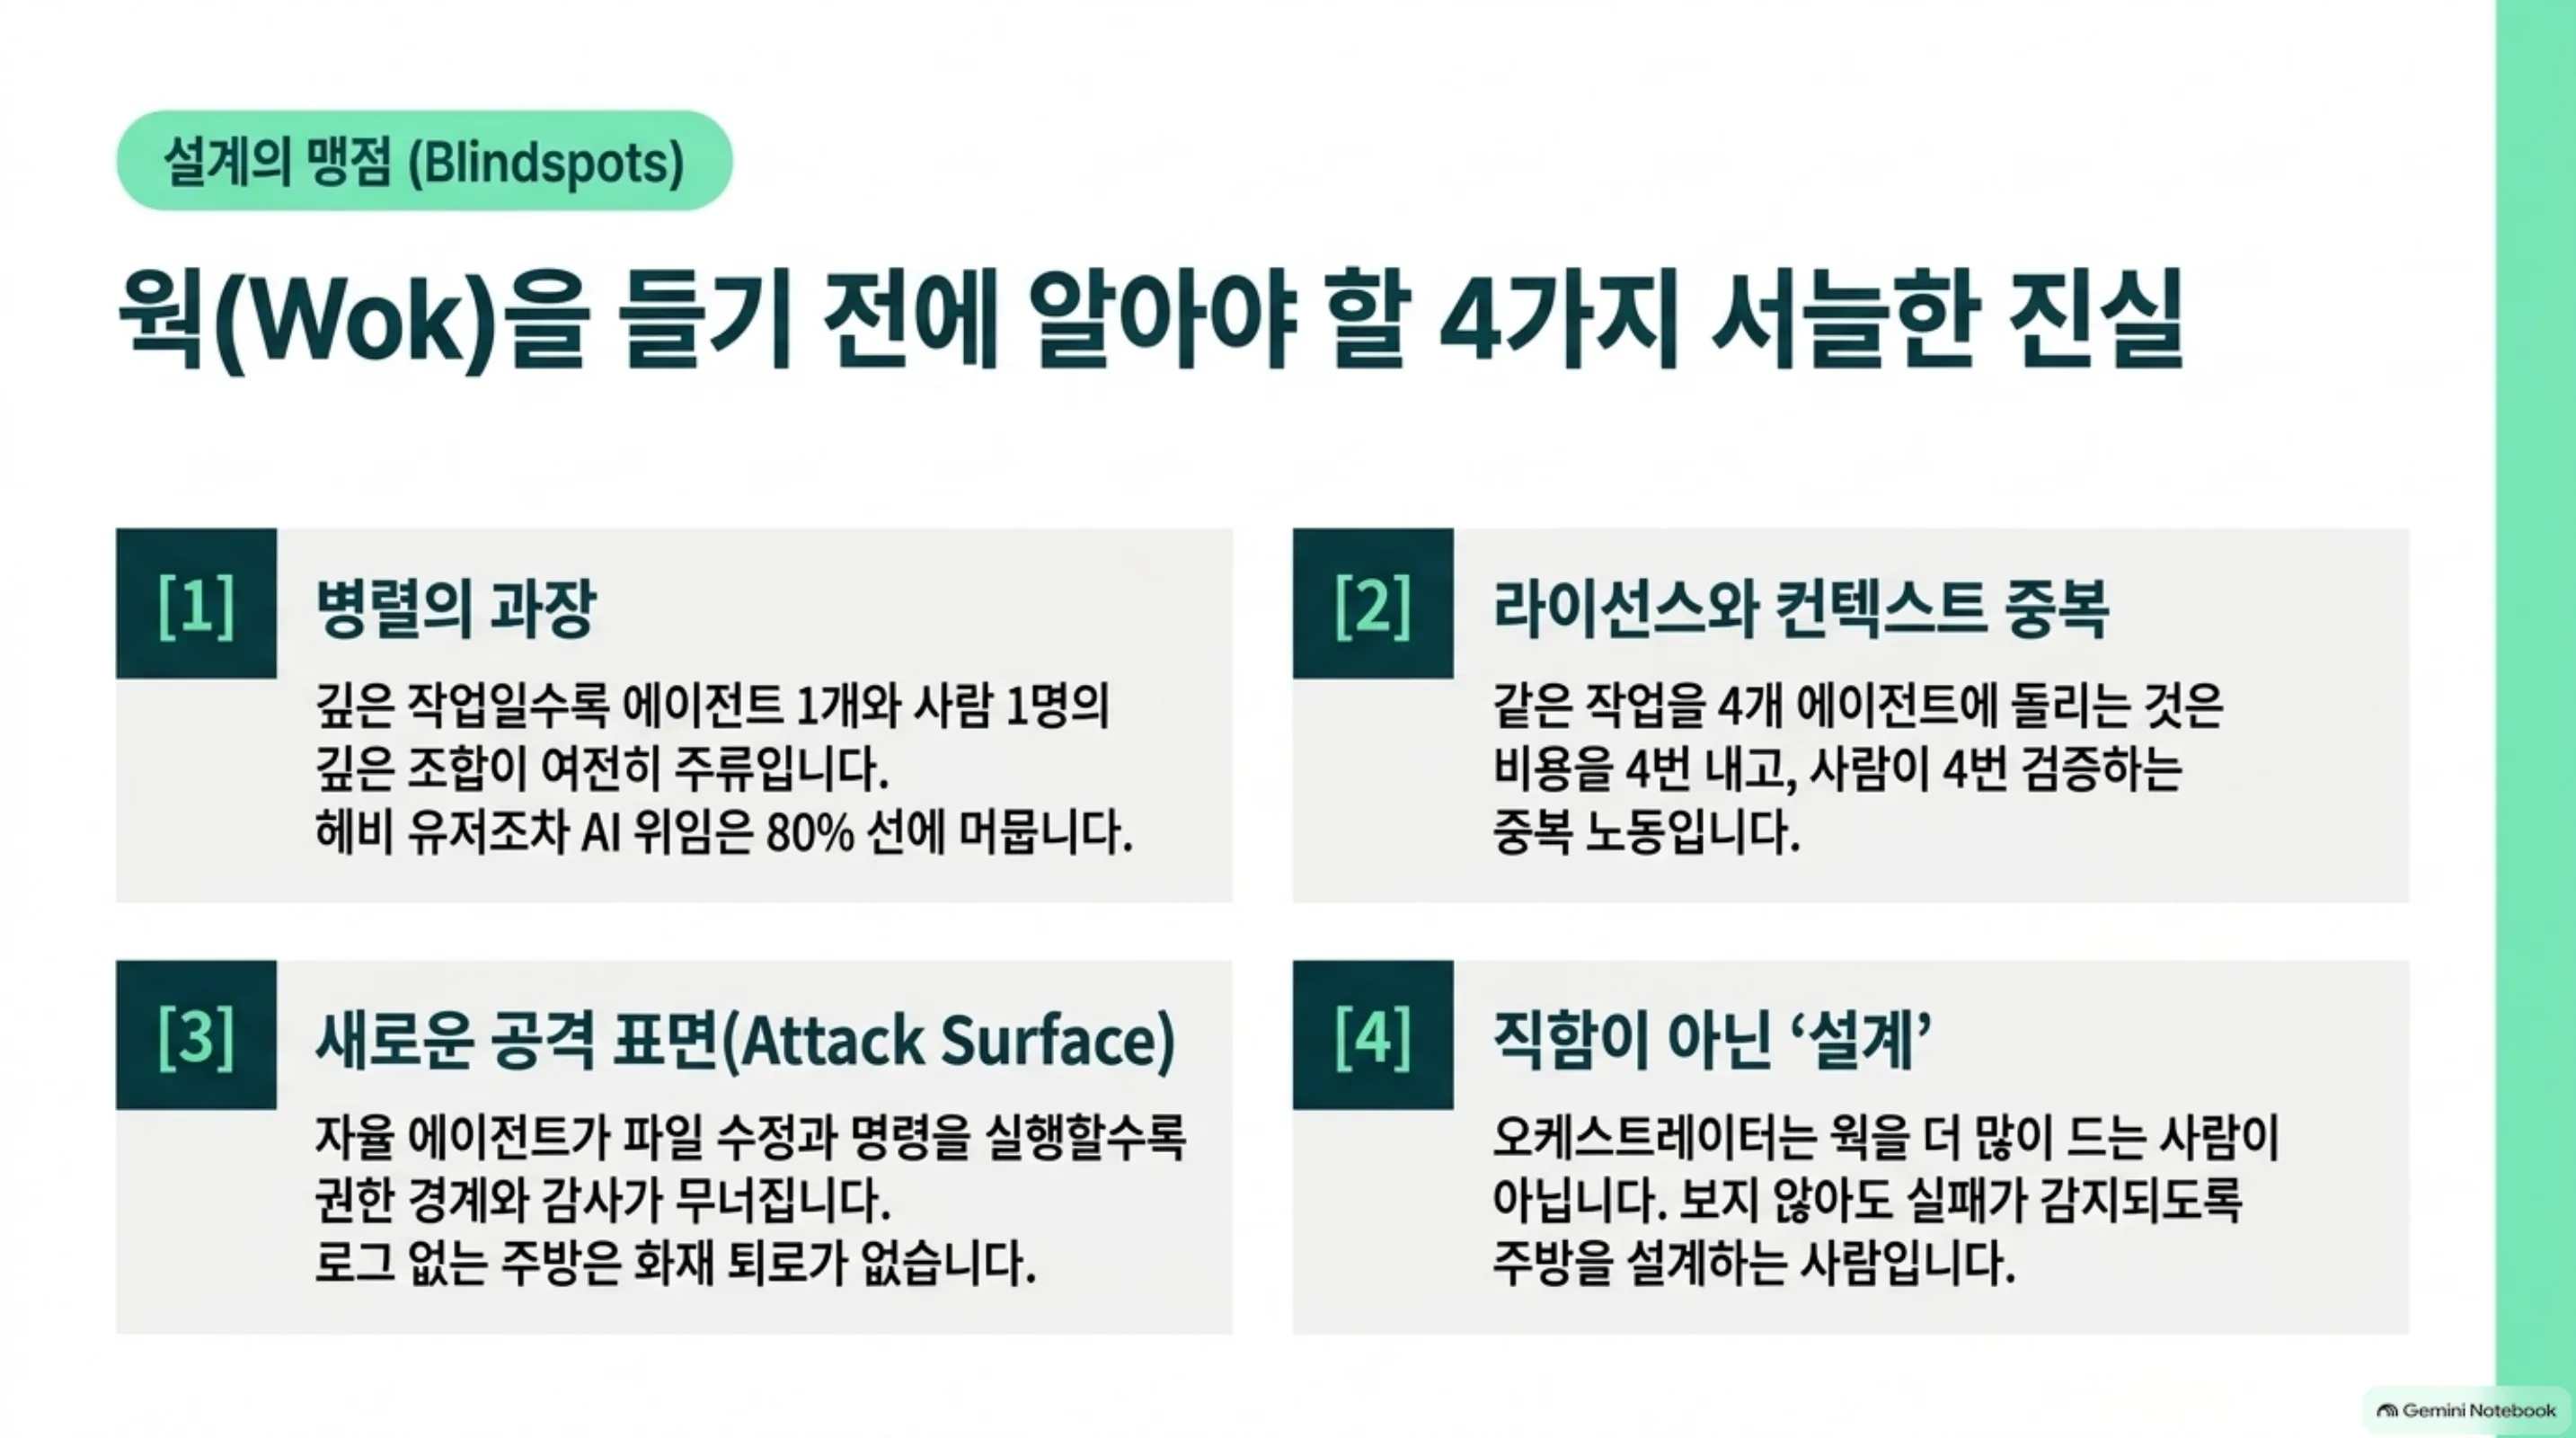 설계의 맹점 (Blindspots)
웍(Wok)을 들기 전에 알아야 할 4가지 서늘한 진실
[1]
병렬의 과장
깊은 작업일수록 에이전트 1개와 사람 1명의
깊은 조합이 여전히 주류입니다.
헤비 유저조차 AI 위임은 80% 선에 머뭅니다.
[2]
라이선스와 컨텍스트 중복
같은 작업을 4개 에이전트에 돌리는 것은
비용을 4번 내고, 사람이 4번 검증하는
중복 노동입니다.
[3]
새로운 공격 표면(Attack Surface)
자율 에이전트가 파일 수정과 명령을 실행할수록
권한 경계와 감사가 무너집니다.
로그 없는 주방은 화재 퇴로가 없습니다.
[4]
직함이 아닌 ‘설계’
오케스트레이터는 웍을 더 많이 드는 사람이
아닙니다. 보지 않아도 실패가 감지되도록
주방을 설계하는 사람입니다.
Gemini Notebook